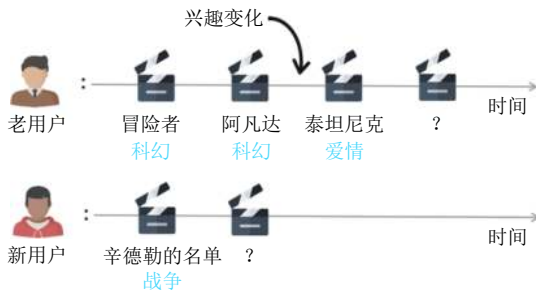 兴趣变化
:
时间
老用户 冒险者 阿凡达 泰坦尼克 ?
科幻 科幻 爱情
:
时间
新用户 辛德勒的名单 ?
战争